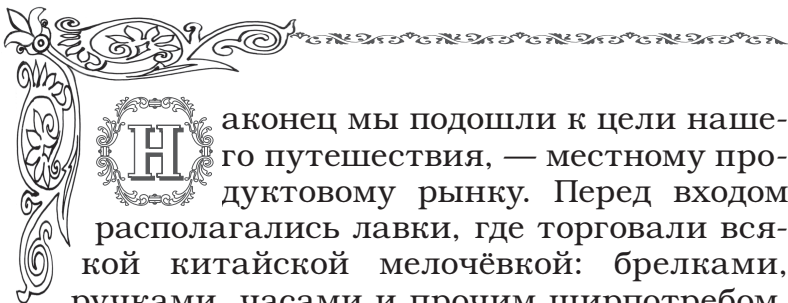 Наконец мы подошли к цели наше-
го путешествия, — местному про-
дуктовому рынку. Перед входом
располагались лавки, где торговали вся-
кой китайской мелочёвкой: брелками,
ручками, часами и прочим ширпотребом.